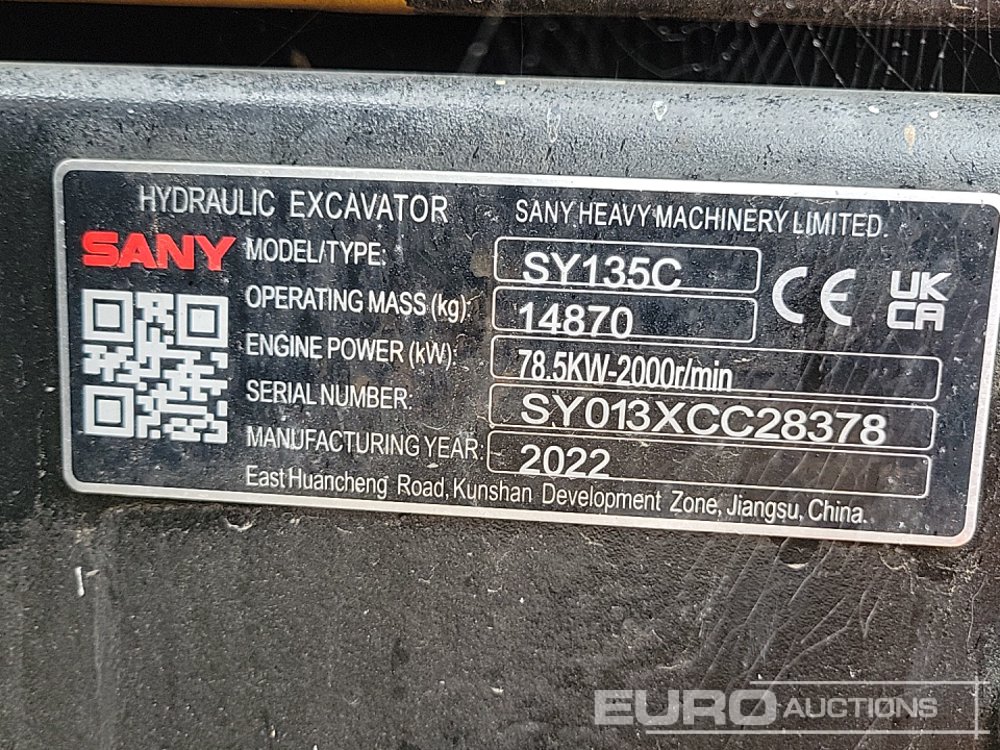 HYDRAULIC EXCAVATOR SANY HEAVY MACHINERY LIMITED.
SANY
MODEL/TYPE: SY135C
OPERATING MASS (kg): 14870
ENGINE POWER (kW): 78.5KW-2000r/min
SERIAL NUMBER: SY013XCC28378
MANUFACTURING YEAR: 2022
East Huancheng Road, Kunshan Development Zone, Jiangsu, China.
CE
UK
CA
EURO AUCTIONS